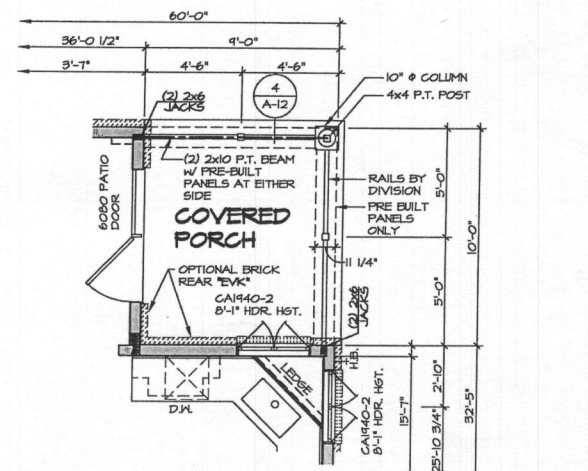 60'-0"
36'-0 1/2"
9'-0"
3'-7"
4'-6"
4'-6"
4
A-12
10" Φ COLUMN
4x4 P.T. POST
(2) 2x6
JACKS
(2) 2x10 P.T. BEAM
W/ PRE-BUILT
PANELS AT EITHER
SIDE
6080 PATIO
DOOR
COVERED
PORCH
RAILS BY
DIVISION
PRE BUILT
PANELS
ONLY
5'-0"
10'-0"
11 1/4"
OPTIONAL BRICK
REAR "EVK"
CA1940-2
8'-1" HDR. HGT.
(2) 2x6
JACKS
5'-0"
H.B.
LEDGE
D.W.
CA1940-2
8'-1" HDR. HGT.
15'-7"
2'-10"
25'-10 3/4"
32'-5"